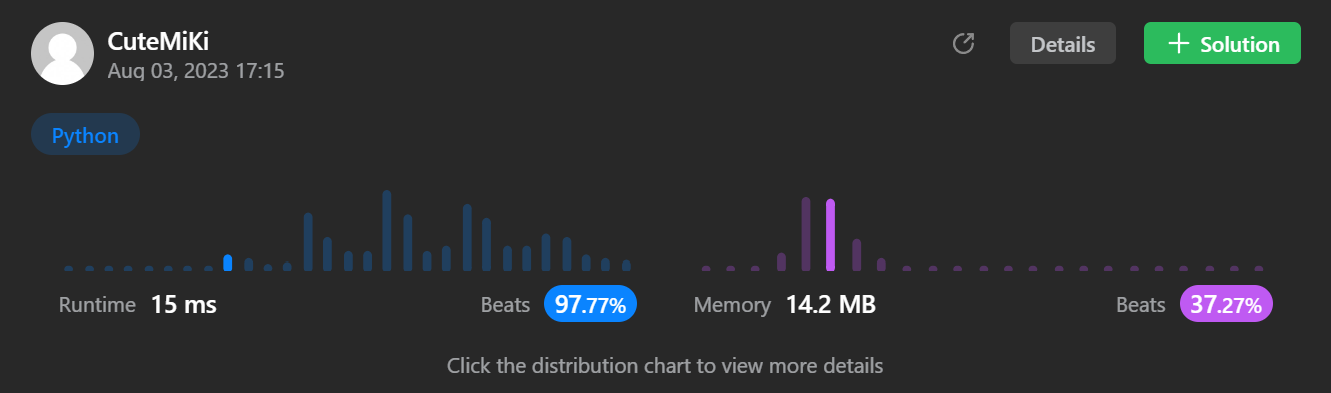 CuteMiKi
Aug 03, 2023 17:15
Details
+ Solution
Python
Runtime 15 ms Beats 97.77%
Memory 14.2 MB Beats 37.27%
Click the distribution chart to view more details